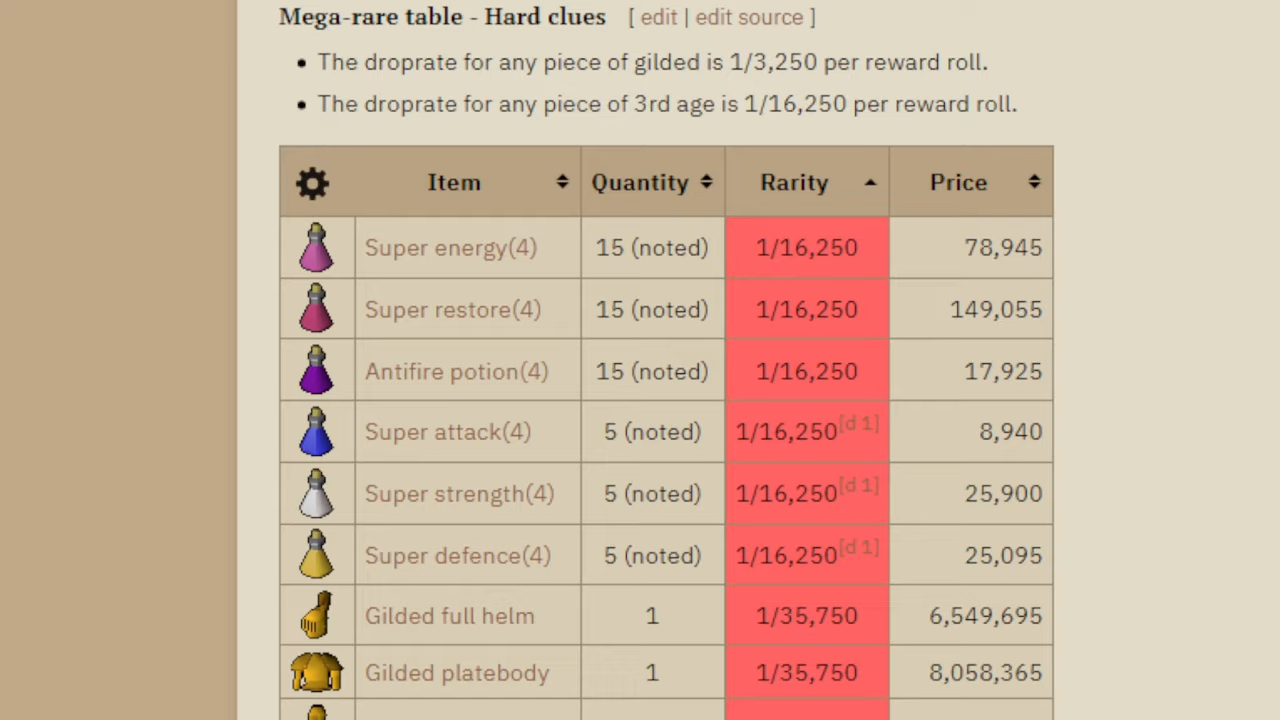 Mega-rare table - Hard clues [ edit | edit source ]
• The droprate for any piece of gilded is 1/3,250 per reward roll.
• The droprate for any piece of 3rd age is 1/16,250 per reward roll.
Item Quantity Rarity Price
Super energy(4) 15 (noted) 1/16,250 78,945
Super restore(4) 15 (noted) 1/16,250 149,055
Antifire potion(4) 15 (noted) 1/16,250 17,925
Super attack(4) 5 (noted) 1/16,250[d 1] 8,940
Super strength(4) 5 (noted) 1/16,250[d 1] 25,900
Super defence(4) 5 (noted) 1/16,250[d 1] 25,095
Gilded full helm 1 1/35,750 6,549,695
Gilded platebody 1 1/35,750 8,058,365